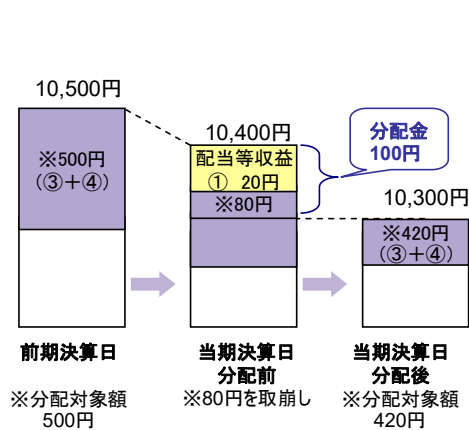 10,500円
※500円
（③＋④）
10,400円
配当等収益
① 20円
※80円
分配金
100円
10,300円
※420円
（③＋④）
前期決算日
※分配対象額
500円
当期決算日
分配前
※80円を取崩し
当期決算日
分配後
※分配対象額
420円